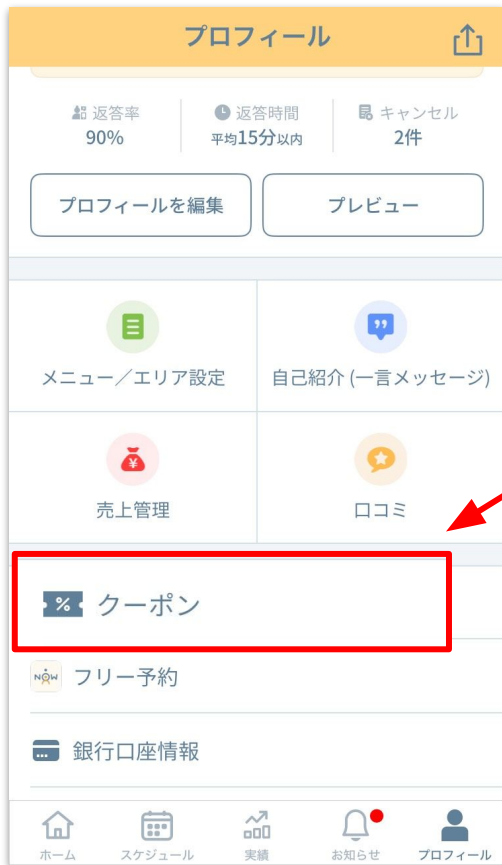 プロフィール
返答率
90%
返答時間
平均15分以内
キャンセル
2件
プロフィールを編集
プレビュー
メニュー／エリア設定
自己紹介 (一言メッセージ)
売上管理
口コミ
% クーポン
NOW フリー予約
銀行口座情報
ホーム
スケジュール
実績
お知らせ
プロフィール